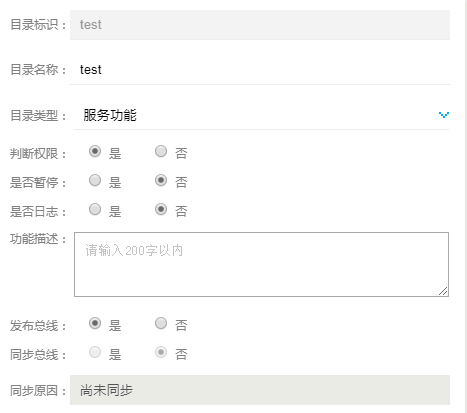 目录标识： test
目录名称： test
目录类型： 服务功能
判断权限： 是 否
是否暂停： 是 否
是否日志： 是 否
功能描述： 请输入200字以内
发布总线： 是 否
同步总线： 是 否
同步原因： 尚未同步